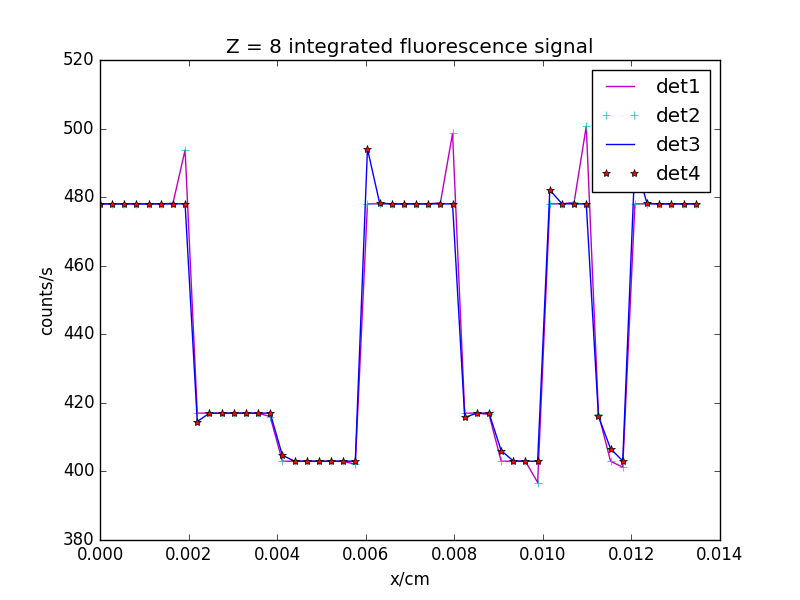 Z = 8 integrated fluorescence signal
520
500
480
460
440
420
400
380
counts/s
det1
det2
det3
det4
0.000 0.002 0.004 0.006 0.008 0.010 0.012 0.014
x/cm